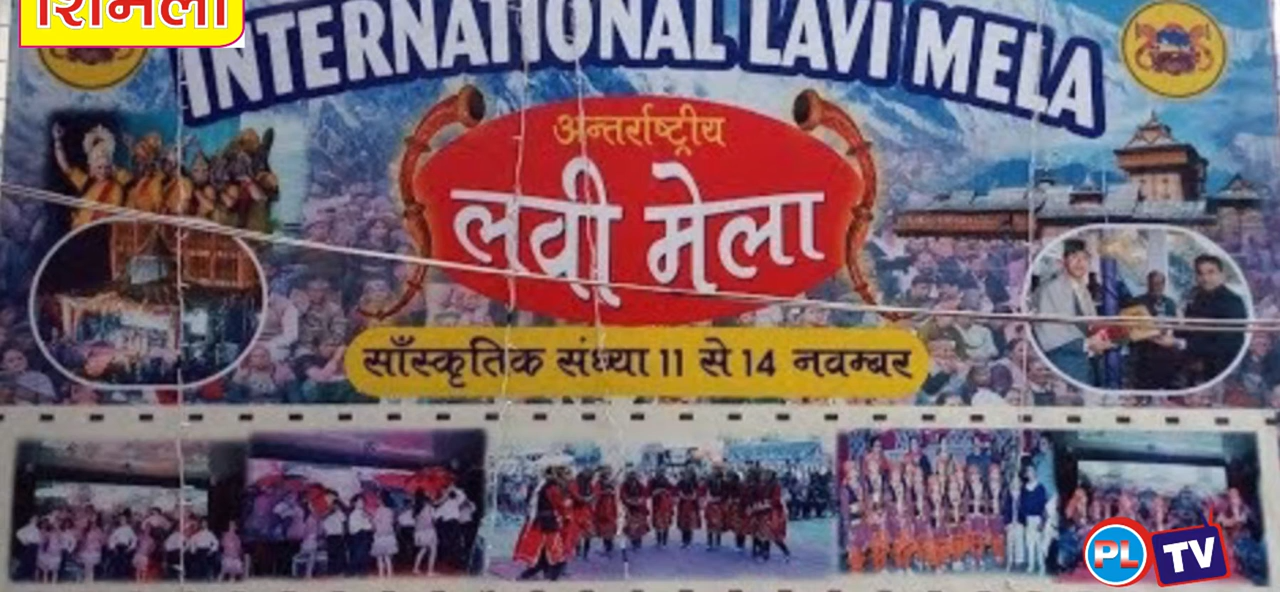 शिमला
INTERNATIONAL LAVI MELA
अन्तर्राष्ट्रीय
लवी मेला
साँस्कृतिक संध्या 11 से 14 नवम्बर
PL TV